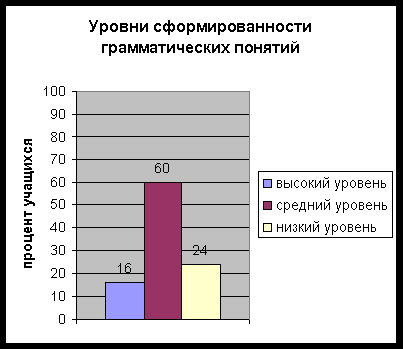 Уровни сформированности
грамматических понятий
процент учащихся
100
90
80
70
60
50
40
30
20
10
0
16
60
24
высокий уровень
средний уровень
низкий уровень